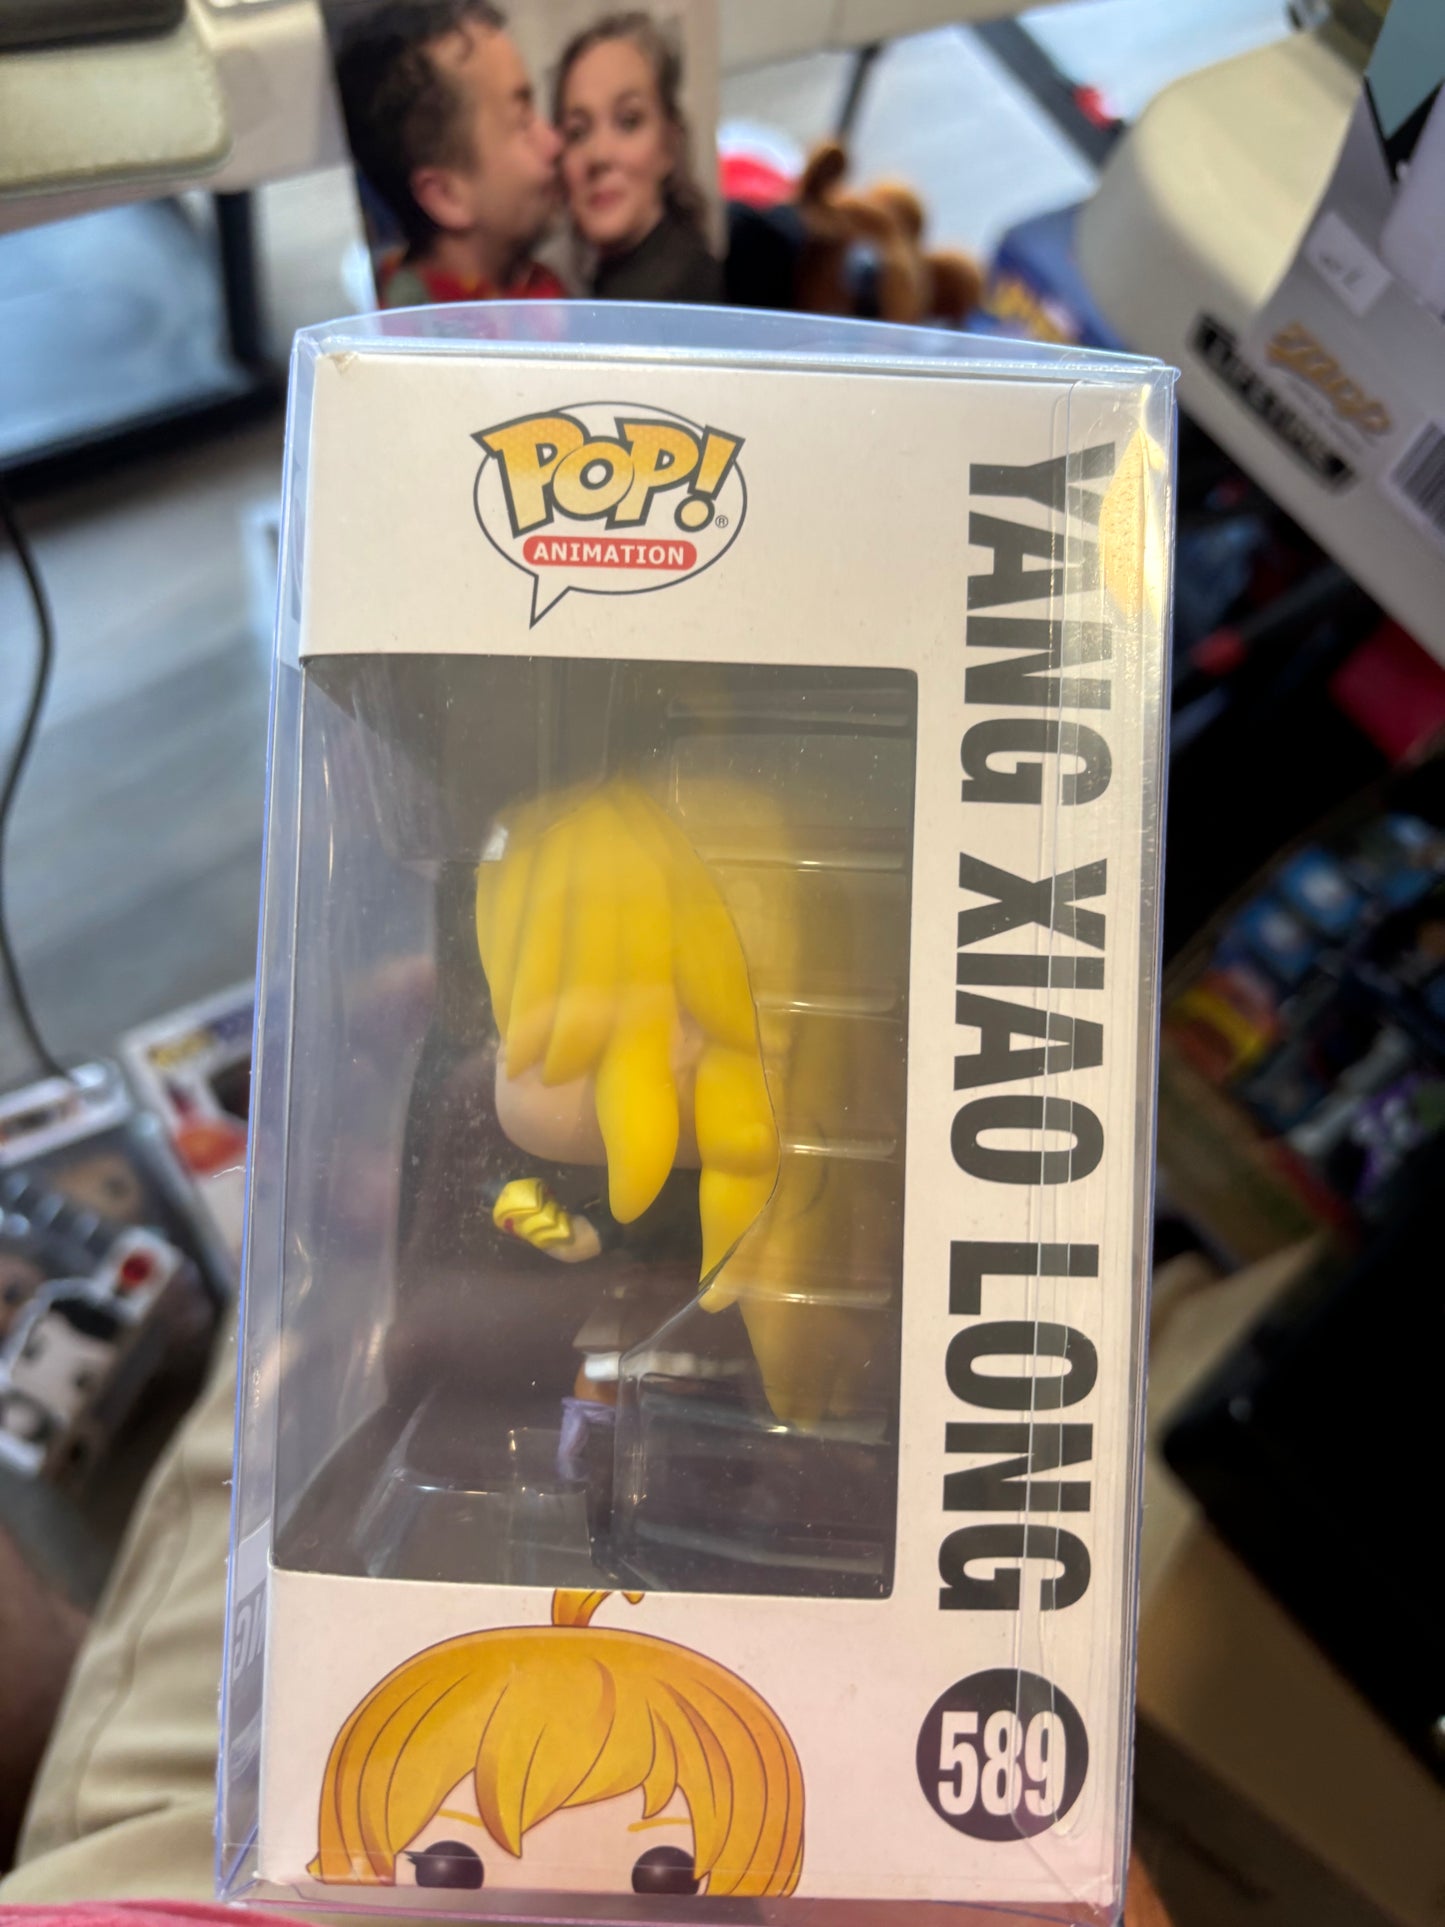 POP!
®
ANIMATION
YANG XIAO LONG
589